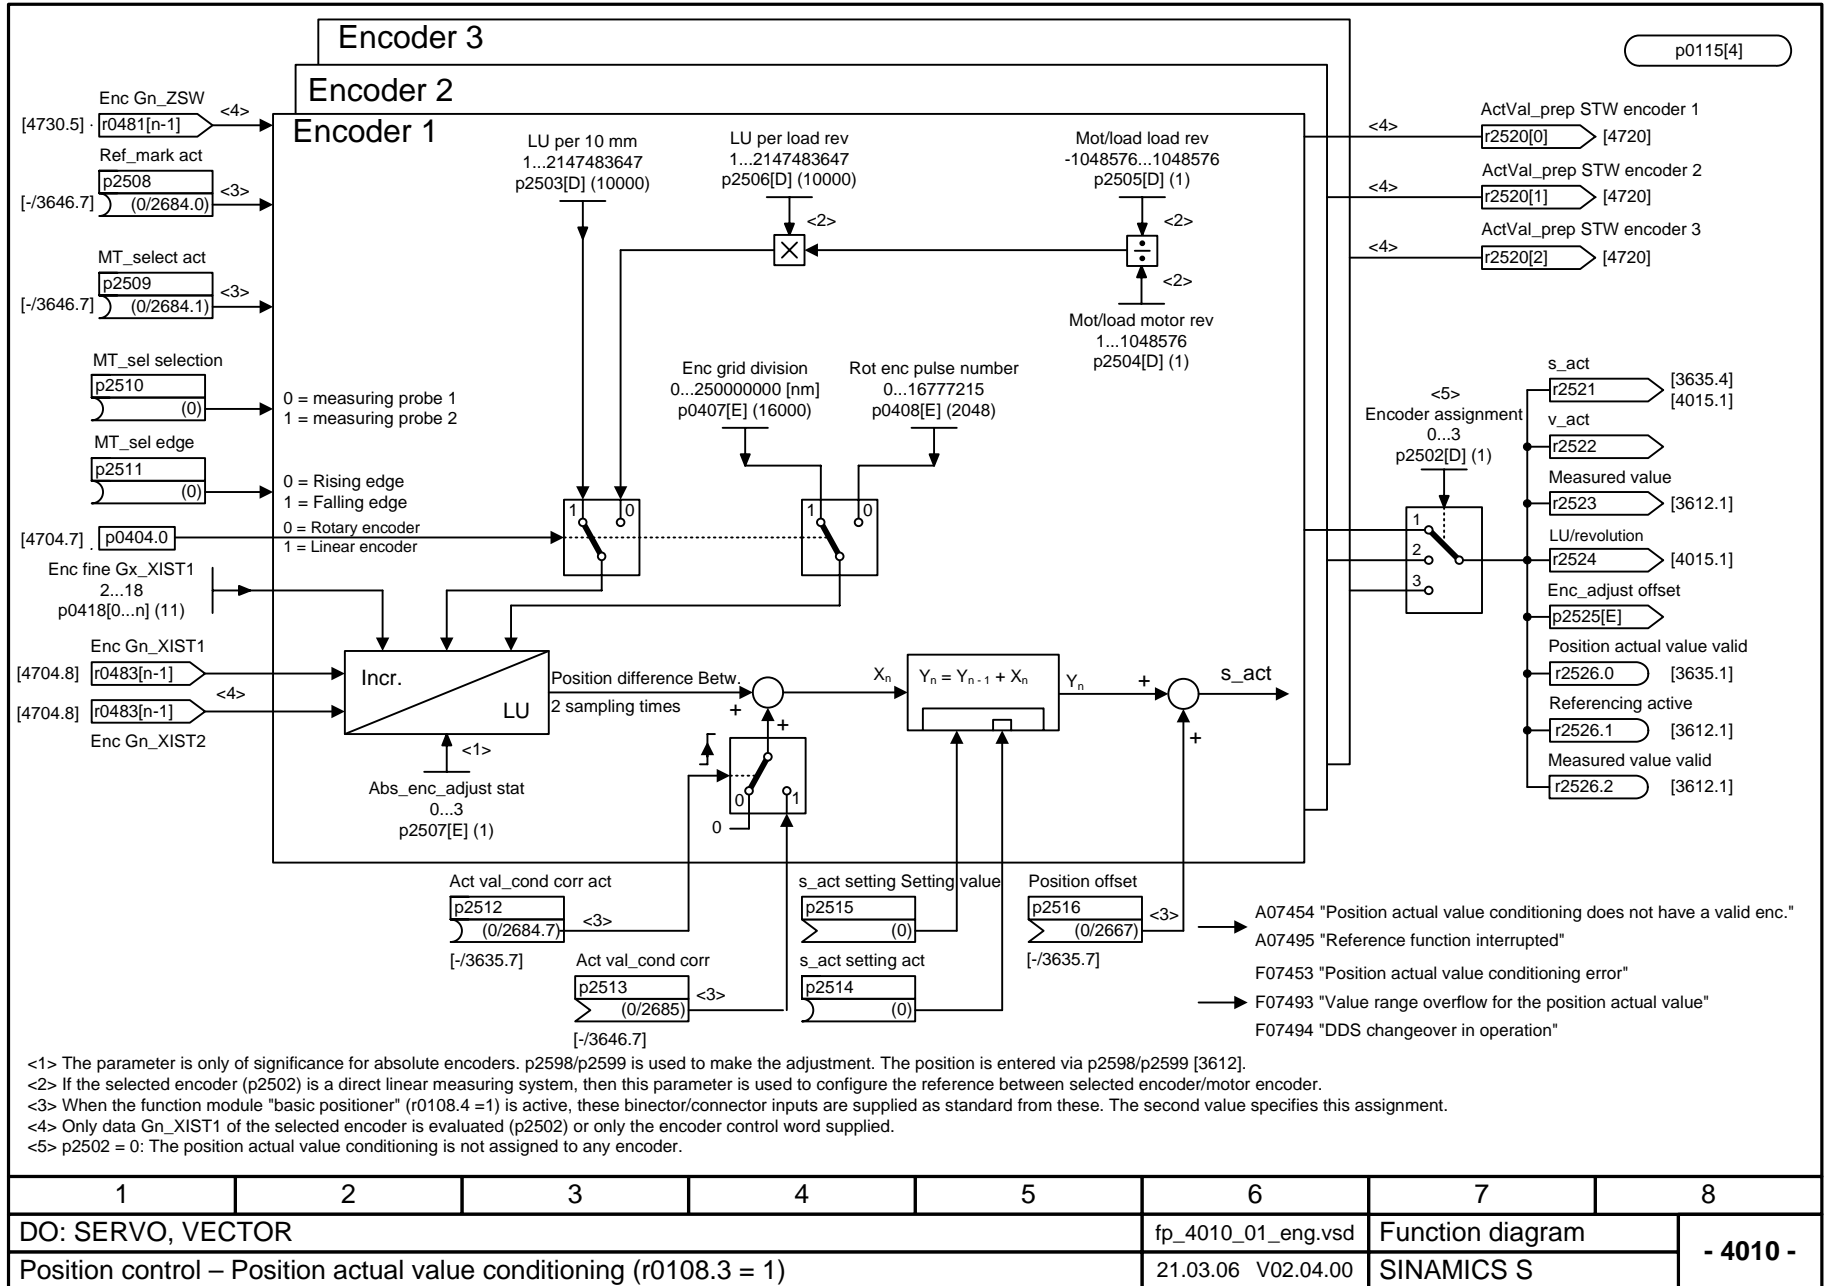 Encoder 3
Encoder 2
Encoder 1
p0115[4]
Enc Gn_ZSW
[4730.5] .
r0481[n-1]
<4>
Ref_mark act
p2508
[-/3646.7]
(0/2684.0)
<3>
MT_select act
p2509
[-/3646.7]
(0/2684.1)
<3>
MT_sel selection
p2510
(0)
0 = measuring probe 1
1 = measuring probe 2
MT_sel edge
p2511
(0)
0 = Rising edge
1 = Falling edge
[4704.7] .
p0404.0
0 = Rotary encoder
1 = Linear encoder
Enc fine Gx_XIST1
2...18
p0418[0...n] (11)
Enc Gn_XIST1
[4704.8]
r0483[n-1]
<4>
[4704.8]
r0483[n-1]
Enc Gn_XIST2
LU per 10 mm
1...2147483647
p2503[D] (10000)
LU per load rev
1...2147483647
p2506[D] (10000)
<2>
Mot/load load rev
-1048576...1048576
p2505[D] (1)
<2>
<2>
Mot/load motor rev
1...1048576
p2504[D] (1)
Enc grid division
0...250000000 [nm]
p0407[E] (16000)
Rot enc pulse number
0...16777215
p0408[E] (2048)
1
0
1
0
Incr.
LU
Position difference Betw.
2 sampling times
<1>
Abs_enc_adjust stat
0...3
p2507[E] (1)
+
+
0
1
0
Xn
Yn = Yn - 1 + Xn
Yn
+
+
s_act
Act val_cond corr act
p2512
(0/2684.7)
<3>
[-/3635.7]
Act val_cond corr
p2513
(0/2685)
<3>
[-/3646.7]
s_act setting Setting value
p2515
(0)
s_act setting act
p2514
(0)
Position offset
p2516
(0/2667)
<3>
[-/3635.7]
<4>
ActVal_prep STW encoder 1
r2520[0]
[4720]
<4>
ActVal_prep STW encoder 2
r2520[1]
[4720]
<4>
ActVal_prep STW encoder 3
r2520[2]
[4720]
<5>
Encoder assignment
0...3
p2502[D] (1)
1
2
3
s_act
r2521
[3635.4]
[4015.1]
v_act
r2522
Measured value
r2523
[3612.1]
LU/revolution
r2524
[4015.1]
Enc_adjust offset
p2525[E]
Position actual value valid
r2526.0
[3635.1]
Referencing active
r2526.1
[3612.1]
Measured value valid
r2526.2
[3612.1]
A07454 "Position actual value conditioning does not have a valid enc."
A07495 "Reference function interrupted"
F07453 "Position actual value conditioning error"
F07493 "Value range overflow for the position actual value"
F07494 "DDS changeover in operation"
<1> The parameter is only of significance for absolute encoders. p2598/p2599 is used to make the adjustment. The position is entered via p2598/p2599 [3612].
<2> If the selected encoder (p2502) is a direct linear measuring system, then this parameter is used to configure the reference between selected encoder/motor encoder.
<3> When the function module "basic positioner" (r0108.4 =1) is active, these binector/connector inputs are supplied as standard from these. The second value specifies this assignment.
<4> Only data Gn_XIST1 of the selected encoder is evaluated (p2502) or only the encoder control word supplied.
<5> p2502 = 0: The position actual value conditioning is not assigned to any encoder.
1 2 3 4 5 6 7 8
DO: SERVO, VECTOR
fp_4010_01_eng.vsd
Function diagram
- 4010 -
Position control – Position actual value conditioning (r0108.3 = 1)
21.03.06 V02.04.00
SINAMICS S